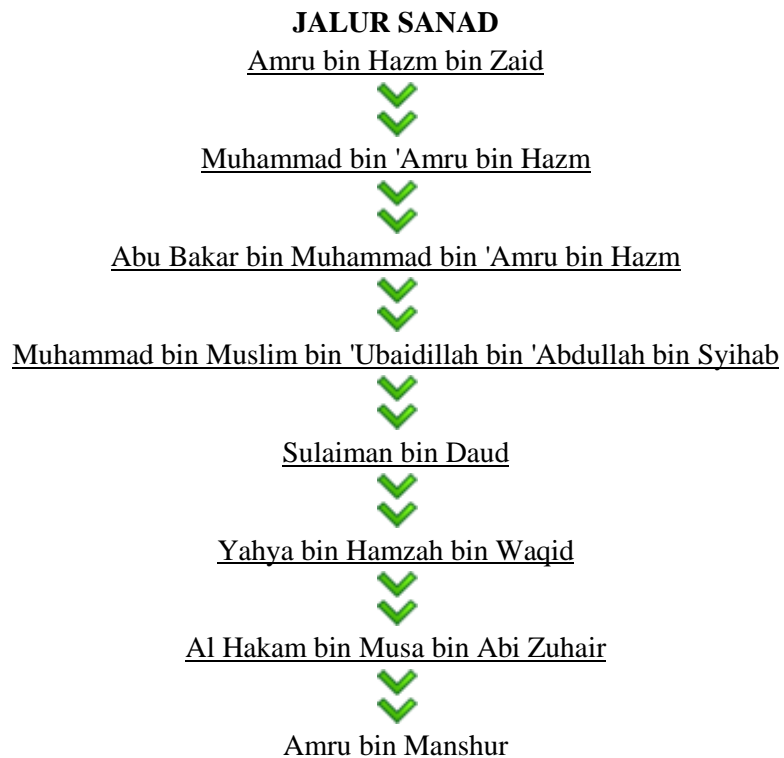 JALUR SANAD
Amru bin Hazm bin Zaid
Muhammad bin 'Amru bin Hazm
Abu Bakar bin Muhammad bin 'Amru bin Hazm
Muhammad bin Muslim bin 'Ubaidillah bin 'Abdullah bin Syihab
Sulaiman bin Daud
Yahya bin Hamzah bin Waqid
Al Hakam bin Musa bin Abi Zuhair
Amru bin Manshur